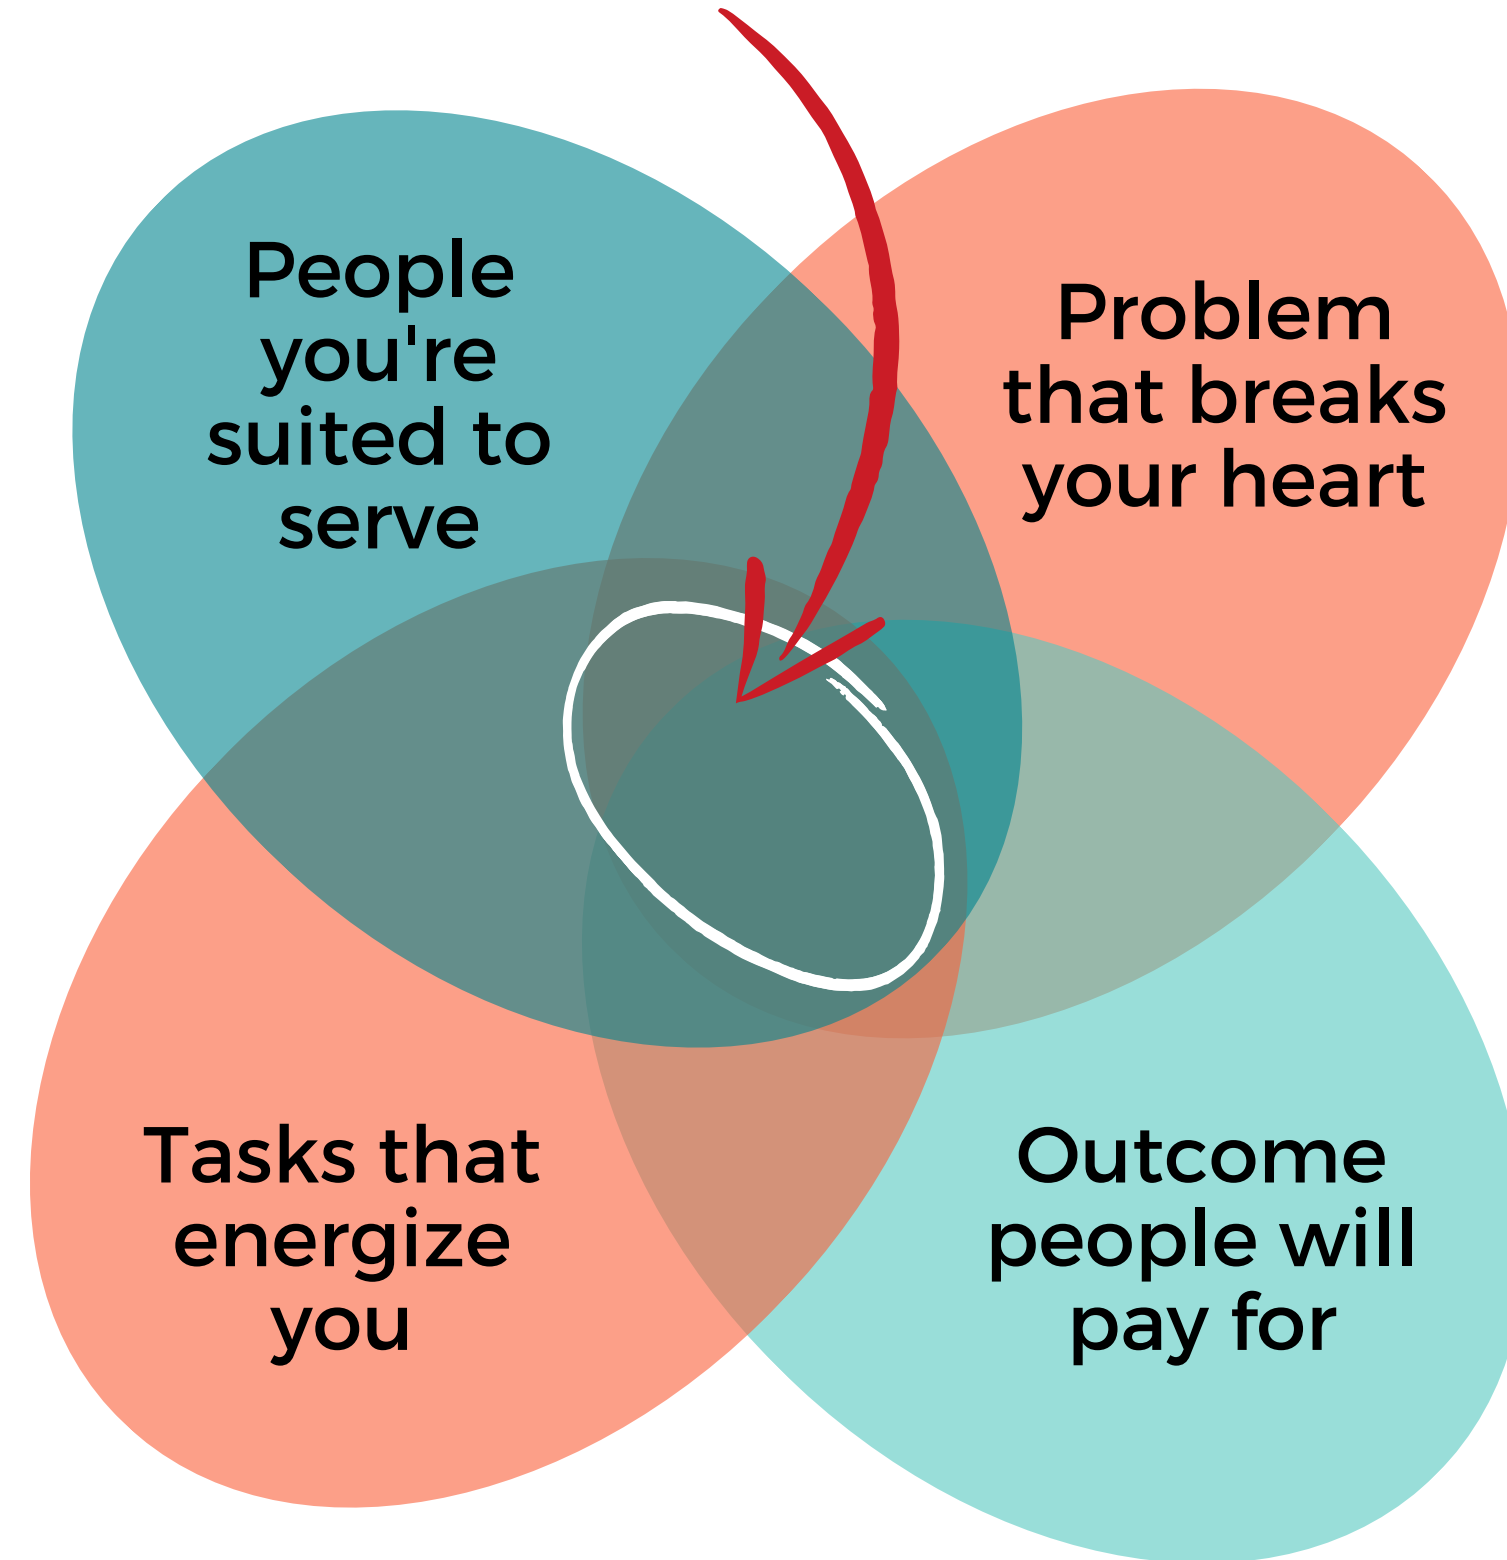 People
you're
suited to
serve
Problem
that breaks
your heart
Tasks that
energize
you
Outcome
people will
pay for